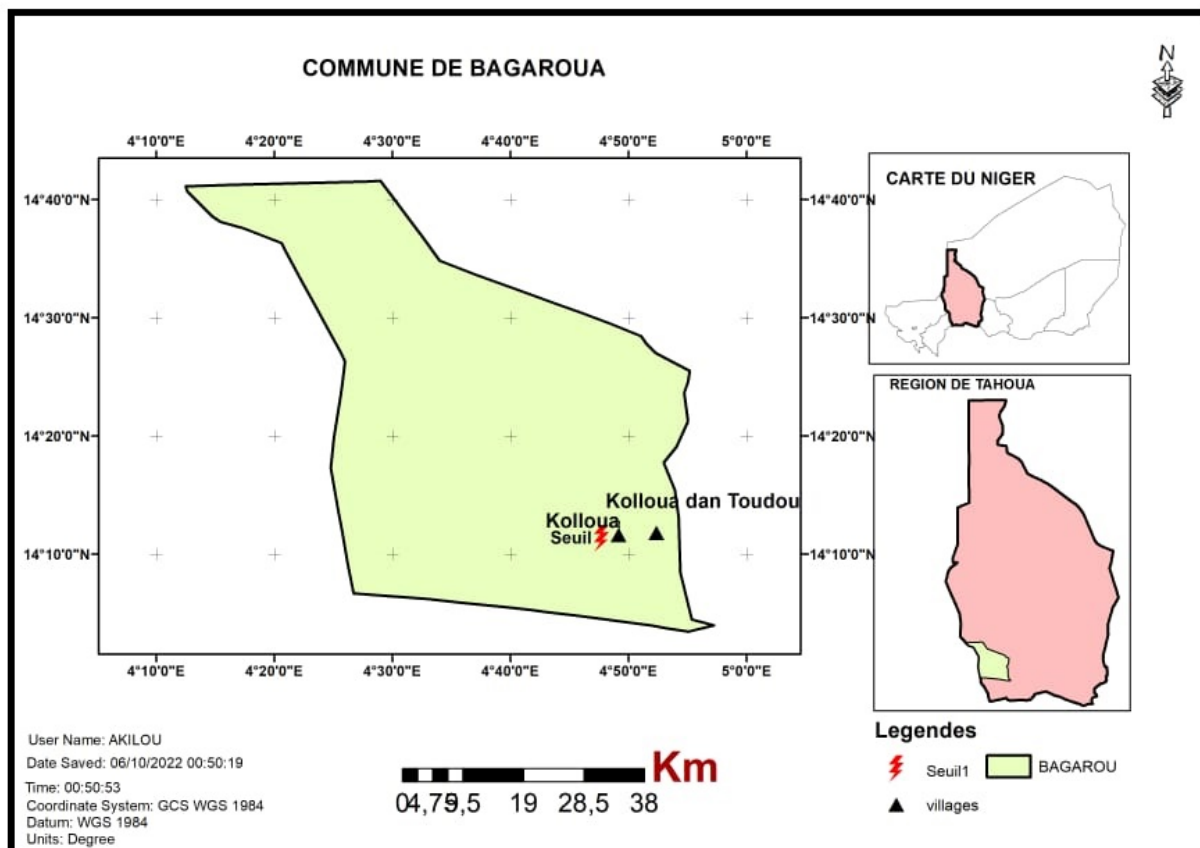 COMMUNE DE BAGAROUA
N
4°10'0"E 4°20'0"E 4°30'0"E 4°40'0"E 4°50'0"E 5°0'0"E
14°40'0"N 14°40'0"N
14°30'0"N 14°30'0"N
14°20'0"N 14°20'0"N
14°10'0"N 14°10'0"N
Kolloua dan Toudou
Kolloua
Seuil
4°10'0"E 4°20'0"E 4°30'0"E 4°40'0"E 4°50'0"E 5°0'0"E
CARTE DU NIGER
REGION DE TAHOUA
Legendes
Seuil1 BAGAROU
villages
User Name: AKILOU
Date Saved: 06/10/2022 00:50:19
Time: 00:50:53
Coordinate System: GCS WGS 1984
Datum: WGS 1984
Units: Degree
Km
0 4,75 9,5 19 28,5 38